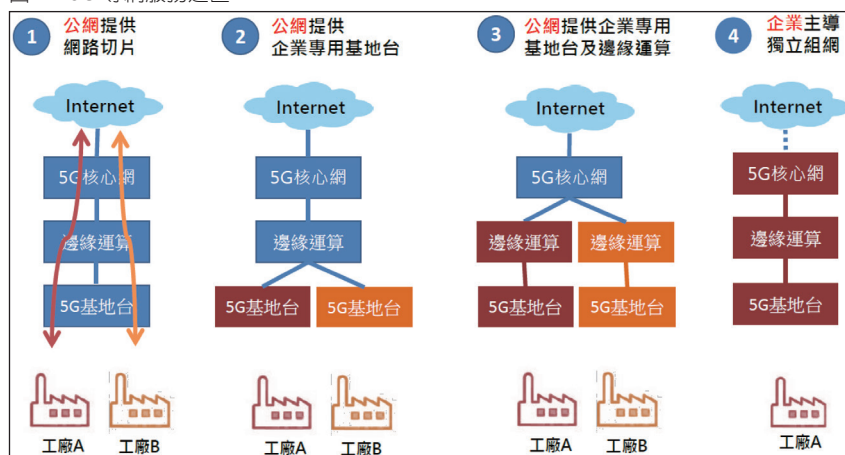 1
公網提供
網路切片
Internet
5G核心網
邊緣運算
5G基地台
工廠A
工廠B
2
公網提供
企業專用基地台
Internet
5G核心網
邊緣運算
5G基地台
5G基地台
工廠A
工廠B
3
公網提供企業專用
基地台及邊緣運算
Internet
5G核心網
邊緣運算
邊緣運算
5G基地台
5G基地台
工廠A
工廠B
4
企業主導
獨立組網
Internet
5G核心網
邊緣運算
5G基地台
工廠A